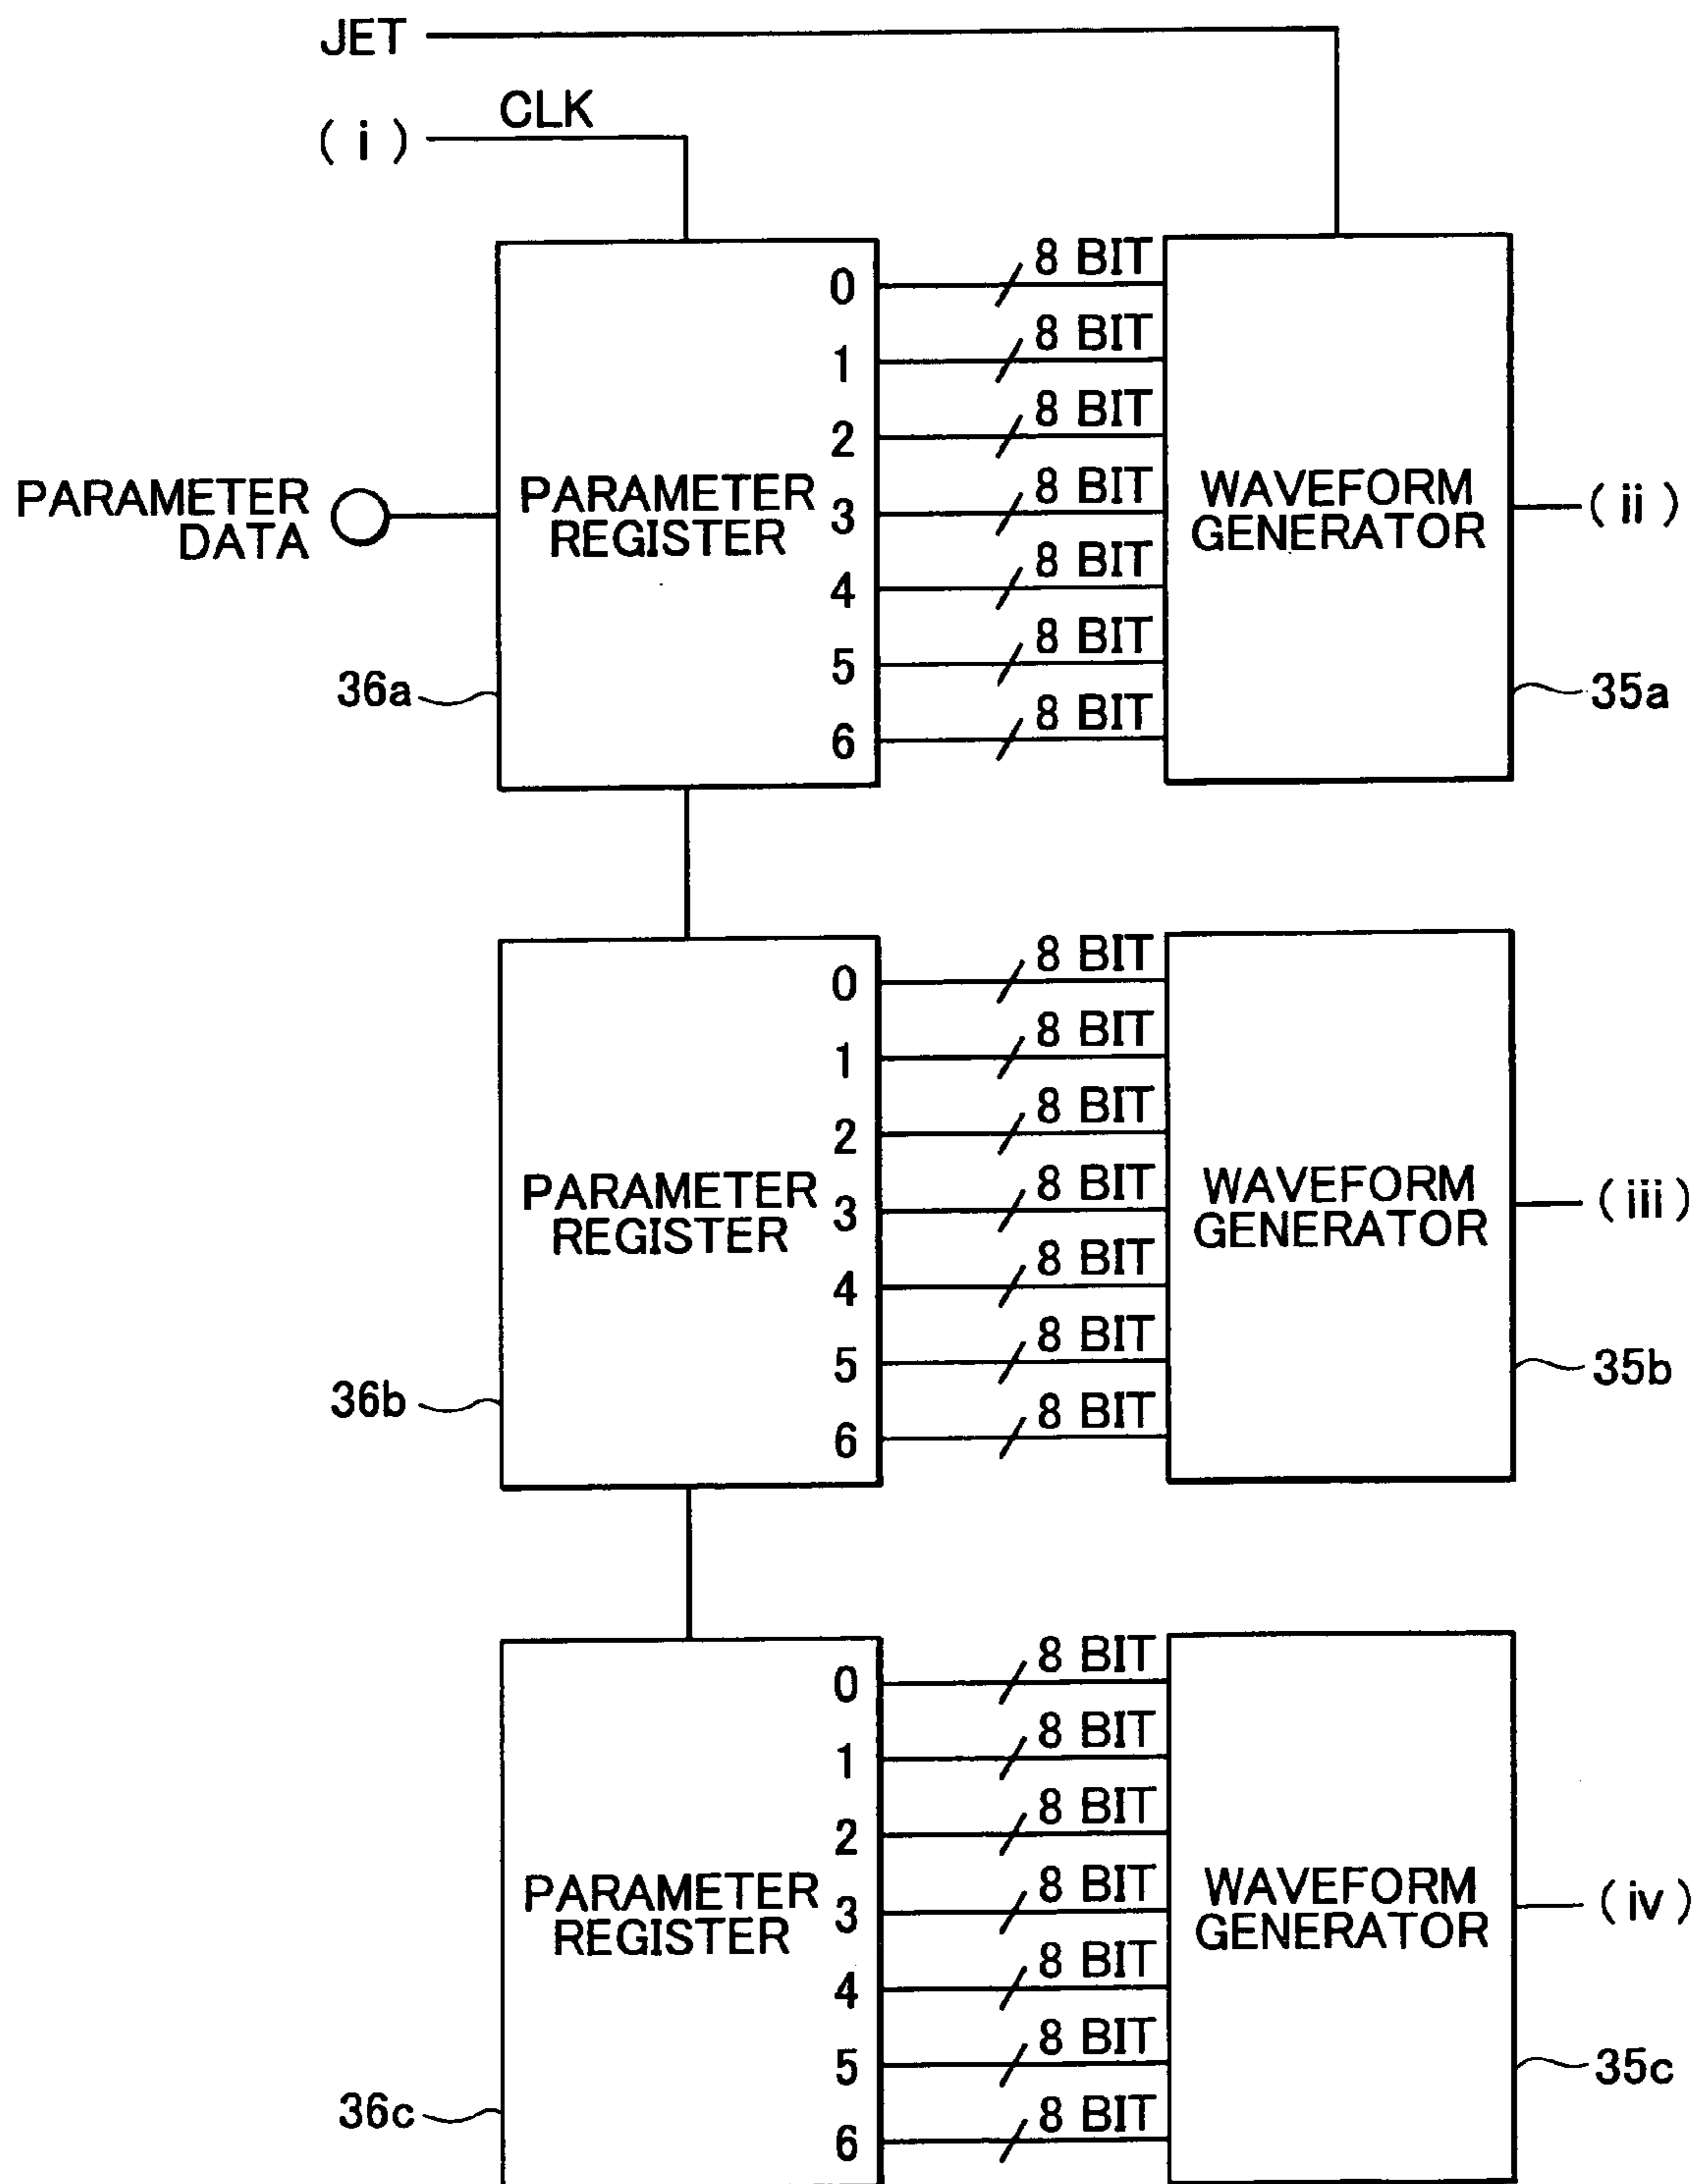 JET
CLK
( i )
8 BIT
0
8 BIT
1
8 BIT
2
PARAMETER DATA
PARAMETER
REGISTER
8 BIT
3
WAVEFORM
GENERATOR
( ii )
8 BIT
4
8 BIT
5
36a
35a
8 BIT
6
8 BIT
0
8 BIT
1
8 BIT
2
PARAMETER
REGISTER
8 BIT
3
WAVEFORM
GENERATOR
( iii )
8 BIT
4
8 BIT
5
36b
35b
8 BIT
6
8 BIT
0
8 BIT
1
8 BIT
2
PARAMETER
REGISTER
8 BIT
3
WAVEFORM
GENERATOR
( iv )
8 BIT
4
8 BIT
5
36c
35c
8 BIT
6